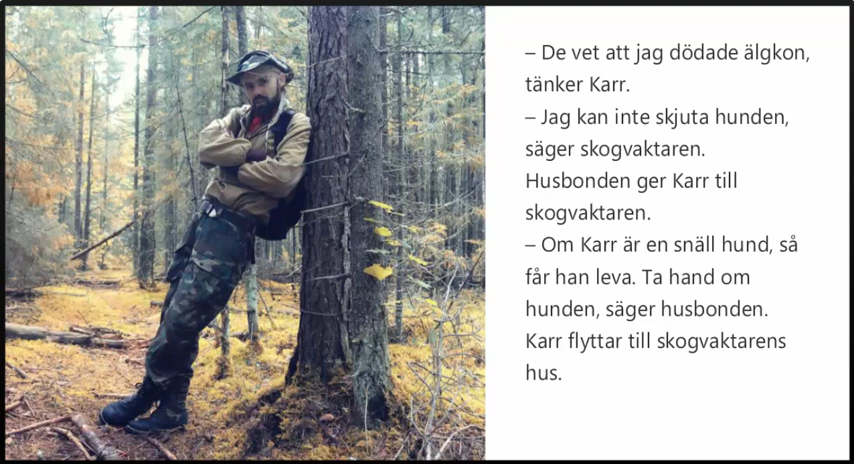 – De vet att jag dödade älgkon,
tänker Karr.
– Jag kan inte skjuta hunden,
säger skogvaktaren.
Husbonden ger Karr till
skogvaktaren.
– Om Karr är en snäll hund, så
får han leva. Ta hand om
hunden, säger husbonden.
Karr flyttar till skogvaktarens
hus.